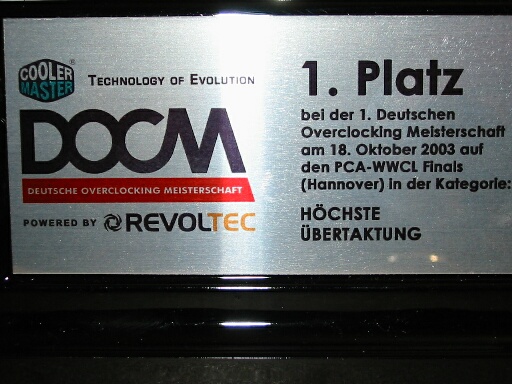 COOLER MASTER®
TECHNOLOGY OF EVOLUTION
DOCM
DEUTSCHE OVERCLOCKING MEISTERSCHAFT
POWERED BY REVOLTEC
1. Platz
bei der 1. Deutschen
Overclocking Meisterschaft
am 18. Oktober 2003 auf
den PCA-WWCL Finals
(Hannover) in der Kategorie:
HÖCHSTE
ÜBERTAKTUNG